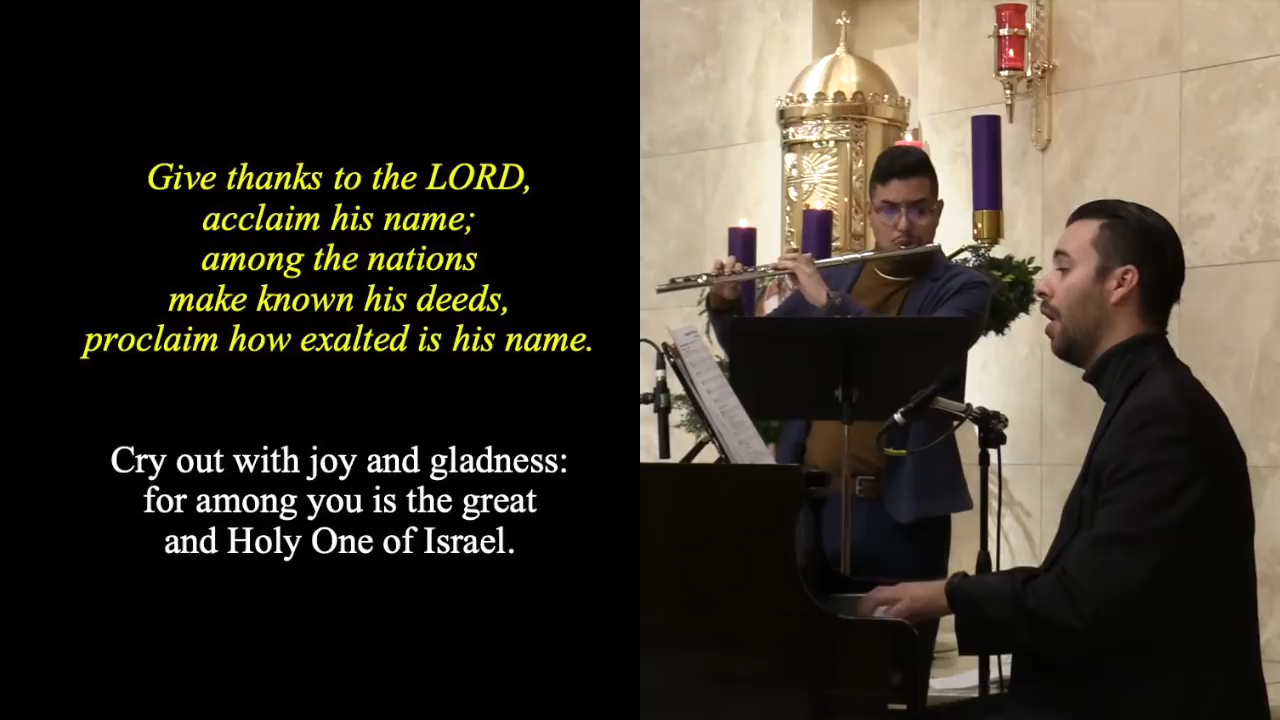 Give thanks to the LORD,
acclaim his name;
among the nations
make known his deeds,
proclaim how exalted is his name.
Cry out with joy and gladness:
for among you is the great
and Holy One of Israel.